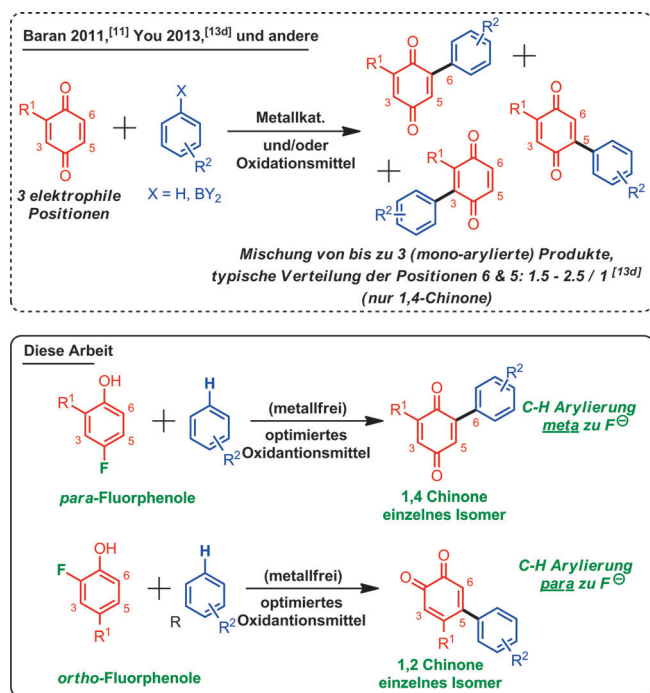 Baran 2011,[11] You 2013,[13d] und andere
R1
O
O
3
6
5
+
X
R2
3 elektrophile
Positionen
X = H, BY2
Metallkat.
und/oder
Oxidationsmittel
R1
O
O
3
5
6
R2
+
R1
O
O
3
6
5
R2
+
R1
O
O
3
6
5
R2
Mischung von bis zu 3 (mono-arylierte) Produkte,
typische Verteilung der Positionen 6 & 5: 1.5 - 2.5 / 1 [13d]
(nur 1,4-Chinone)
Diese Arbeit
OH
R1
6
3
5
F
para-Fluorphenole
+
H
R2
(metallfrei)
optimiertes
Oxidantionsmittel
R1
O
O
3
5
6
R2
1,4 Chinone
einzelnes Isomer
C-H Arylierung
meta zu F⊖
OH
F
6
3
5
R1
ortho-Fluorphenole
+
H
R
R2
(metallfrei)
optimiertes
Oxidantionsmittel
O
O
6
3
5
R1
R2
1,2 Chinone
einzelnes Isomer
C-H Arylierung
para zu F⊖